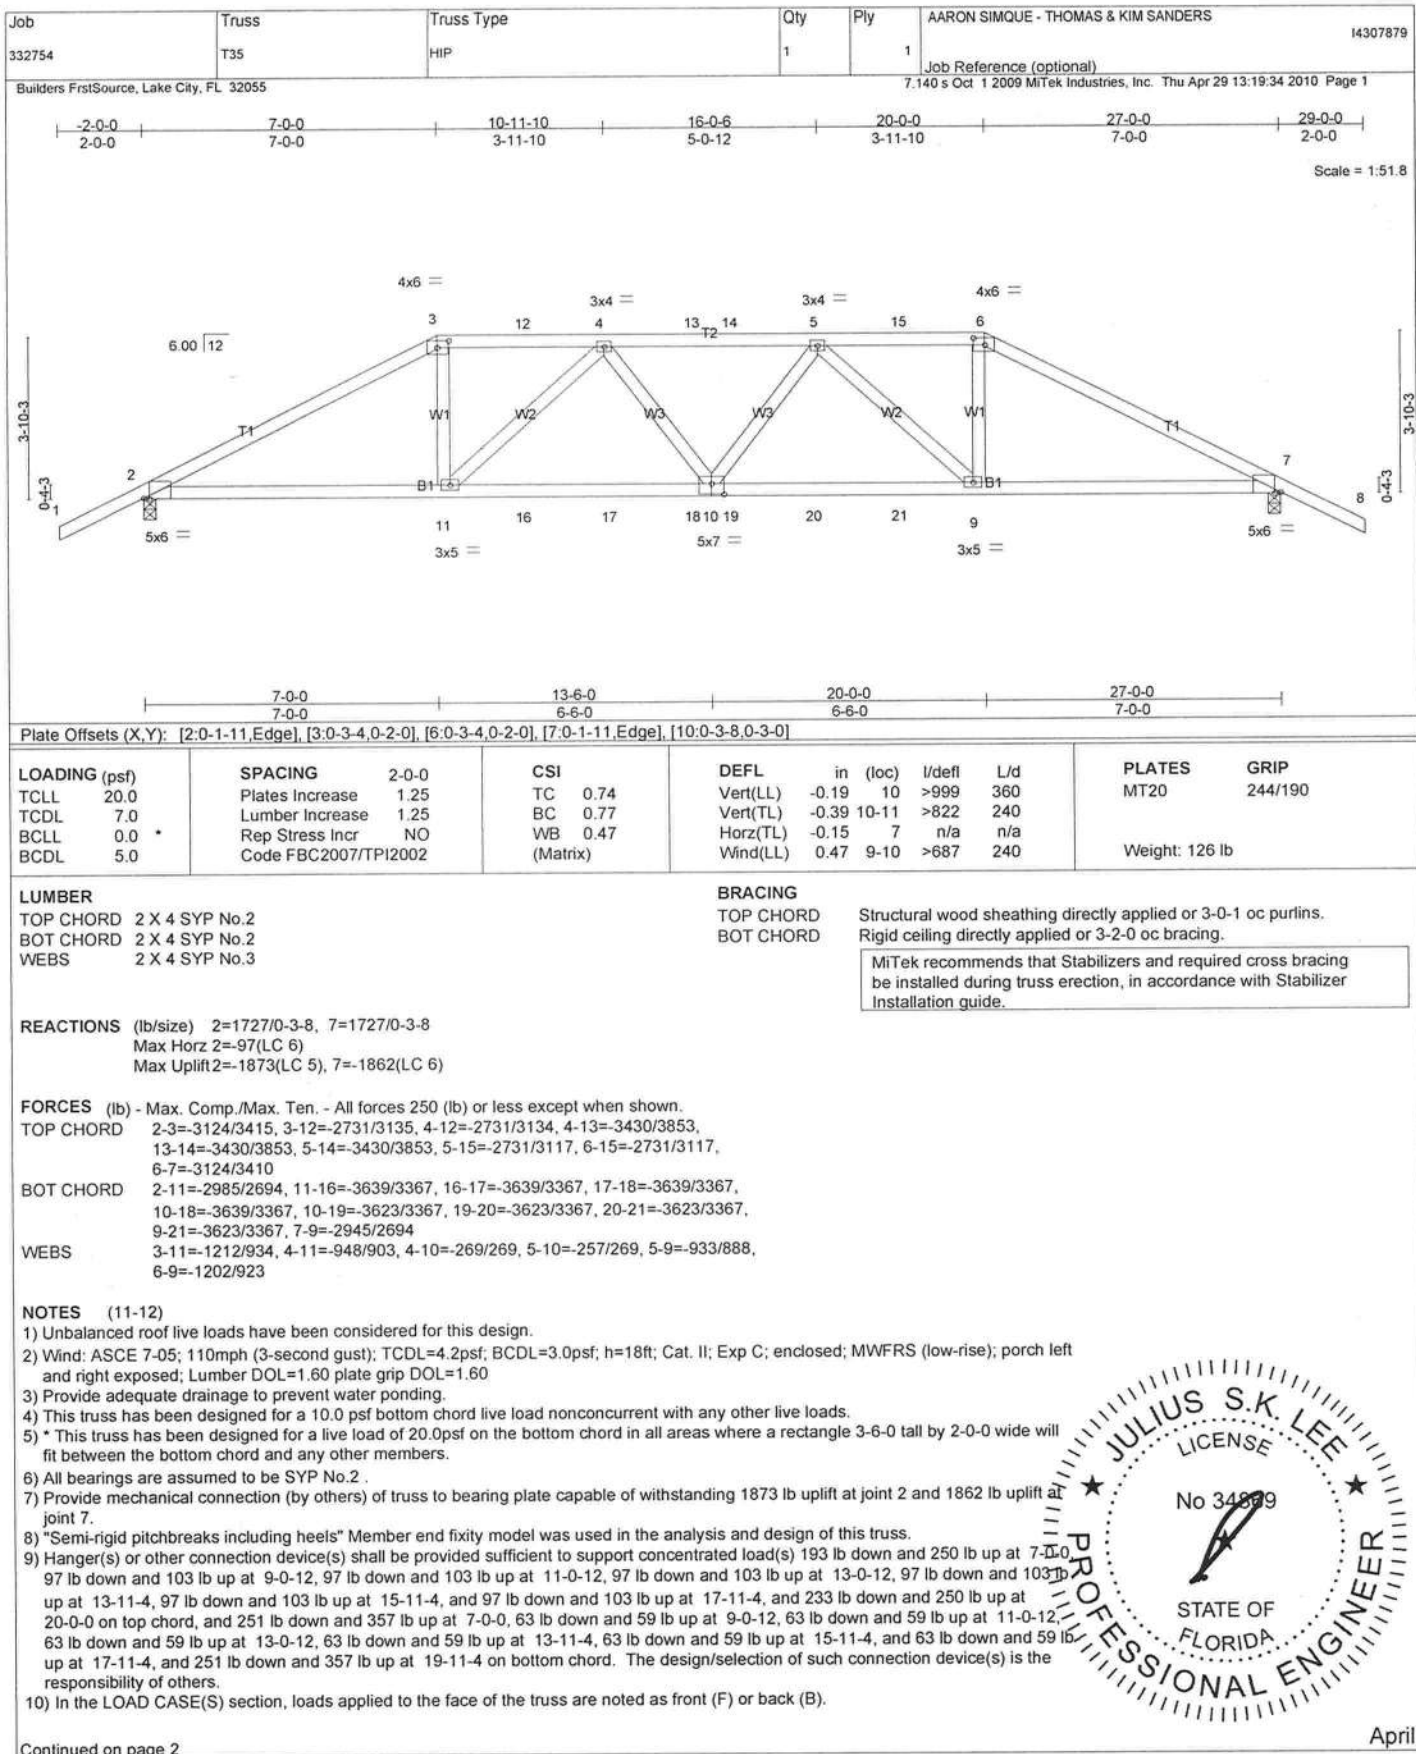 Job Truss Truss Type Qty Ply AARON SIMQUE - THOMAS & KIM SANDERS
I4307879
332754 T35 HIP 1 1
Job Reference (optional)
Builders FrstSource, Lake City, FL 32055 7.140 s Oct 1 2009 MiTek Industries, Inc. Thu Apr 29 13:19:34 2010 Page 1
-2-0-0 7-0-0 10-11-10 16-0-6 20-0-0 27-0-0 29-0-0
2-0-0 7-0-0 3-11-10 5-0-12 3-11-10 7-0-0 2-0-0
Scale = 1:51.8
4x6 = 3x4 = 3x4 = 4x6 =
3 12 4 13 T2 14 5 15 6
6.00 12
3-10-3 T1 W1 W2 W3 W3 W2 W1 T1 3-10-3
0-4-3 2 B1 B1 7 0-4-3
1 11 16 17 18 10 19 20 21 9 8
5x6 = 3x5 = 5x7 = 3x5 = 5x6 =
7-0-0 13-6-0 20-0-0 27-0-0
7-0-0 6-6-0 6-6-0 7-0-0
Plate Offsets (X,Y): [2:0-1-11,Edge], [3:0-3-4,0-2-0], [6:0-3-4,0-2-0], [7:0-1-11,Edge], [10:0-3-8,0-3-0]
LOADING (psf) SPACING 2-0-0 CSI DEFL in (loc) l/defl L/d PLATES GRIP
TCLL 20.0 Plates Increase 1.25 TC 0.74 Vert(LL) -0.19 10 >999 360 MT20 244/190
TCDL 7.0 Lumber Increase 1.25 BC 0.77 Vert(TL) -0.39 10-11 >822 240
BCLL 0.0 * Rep Stress Incr NO WB 0.47 Horz(TL) -0.15 7 n/a n/a
BCDL 5.0 Code FBC2007/TPI2002 (Matrix) Wind(LL) 0.47 9-10 >687 240 Weight: 126 lb
LUMBER
TOP CHORD 2 X 4 SYP No.2
BOT CHORD 2 X 4 SYP No.2
WEBS 2 X 4 SYP No.3
BRACING
TOP CHORD Structural wood sheathing directly applied or 3-0-1 oc purlins.
BOT CHORD Rigid ceiling directly applied or 3-2-0 oc bracing.
MiTek recommends that Stabilizers and required cross bracing
be installed during truss erection, in accordance with Stabilizer
Installation guide.
REACTIONS (lb/size) 2=1727/0-3-8, 7=1727/0-3-8
Max Horz 2=-97(LC 6)
Max Uplift 2=-1873(LC 5), 7=-1862(LC 6)
FORCES (lb) - Max. Comp./Max. Ten. - All forces 250 (lb) or less except when shown.
TOP CHORD 2-3=-3124/3415, 3-12=-2731/3135, 4-12=-2731/3134, 4-13=-3430/3853,
13-14=-3430/3853, 5-14=-3430/3853, 5-15=-2731/3117, 6-15=-2731/3117,
6-7=-3124/3410
BOT CHORD 2-11=-2985/2694, 11-16=-3639/3367, 16-17=-3639/3367, 17-18=-3639/3367,
10-18=-3639/3367, 10-19=-3623/3367, 19-20=-3623/3367, 20-21=-3623/3367,
9-21=-3623/3367, 7-9=-2945/2694
WEBS 3-11=-1212/934, 4-11=-948/903, 4-10=-269/269, 5-10=-257/269, 5-9=-933/888,
6-9=-1202/923
NOTES (11-12)
1) Unbalanced roof live loads have been considered for this design.
2) Wind: ASCE 7-05; 110mph (3-second gust); TCDL=4.2psf; BCDL=3.0psf; h=18ft; Cat. II; Exp C; enclosed; MWFRS (low-rise); porch left
and right exposed; Lumber DOL=1.60 plate grip DOL=1.60
3) Provide adequate drainage to prevent water ponding.
4) This truss has been designed for a 10.0 psf bottom chord live load nonconcurrent with any other live loads.
5) * This truss has been designed for a live load of 20.0psf on the bottom chord in all areas where a rectangle 3-6-0 tall by 2-0-0 wide will
fit between the bottom chord and any other members.
6) All bearings are assumed to be SYP No.2 .
7) Provide mechanical connection (by others) of truss to bearing plate capable of withstanding 1873 lb uplift at joint 2 and 1862 lb uplift at
joint 7.
8) "Semi-rigid pitchbreaks including heels" Member end fixity model was used in the analysis and design of this truss.
9) Hanger(s) or other connection device(s) shall be provided sufficient to support concentrated load(s) 193 lb down and 250 lb up at 7-0-0,
97 lb down and 103 lb up at 9-0-12, 97 lb down and 103 lb up at 11-0-12, 97 lb down and 103 lb up at 13-0-12, 97 lb down and 103 lb
up at 13-11-4, 97 lb down and 103 lb up at 15-11-4, and 97 lb down and 103 lb up at 17-11-4, and 233 lb down and 250 lb up at
20-0-0 on top chord, and 251 lb down and 357 lb up at 7-0-0, 63 lb down and 59 lb up at 9-0-12, 63 lb down and 59 lb up at 11-0-12,
63 lb down and 59 lb up at 13-0-12, 63 lb down and 59 lb up at 13-11-4, 63 lb down and 59 lb up at 15-11-4, and 63 lb down and 59 lb
up at 17-11-4, and 251 lb down and 357 lb up at 19-11-4 on bottom chord. The design/selection of such connection device(s) is the
responsibility of others.
10) In the LOAD CASE(S) section, loads applied to the face of the truss are noted as front (F) or back (B).
JULIUS S.K. LEE
LICENSE
No 34869
STATE OF
FLORIDA
PROFESSIONAL ENGINEER
Continued on page 2
April